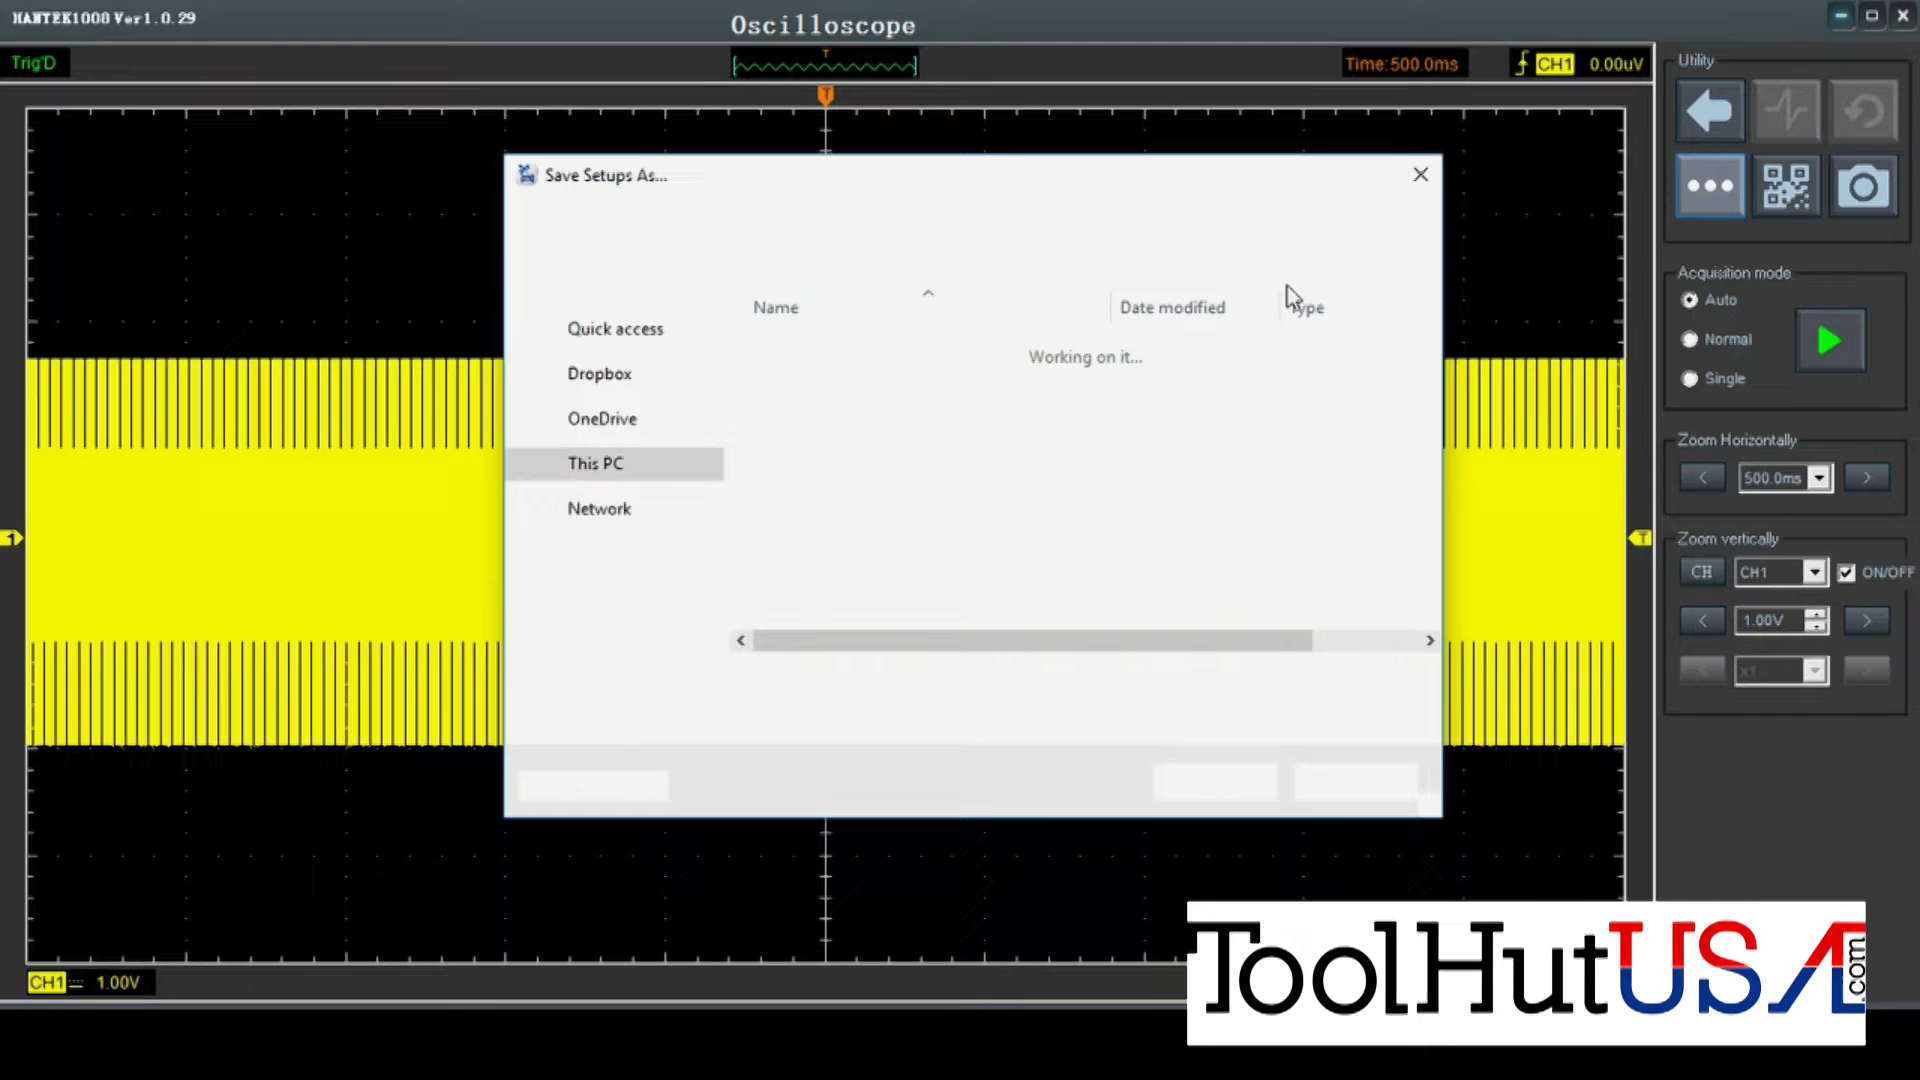 HANTEK1008 Ver1.0.29
Oscilloscope
Trig'D
T
Time:500.0ms
CH1 0.00uV
T
Utility
Save Setups As...
Name
Date modified
Type
Working on it...
Quick access
Dropbox
OneDrive
This PC
Network
Acquisition mode
Auto
Normal
Single
Zoom Horizontally
< 500.0ms >
Zoom vertically
CH CH1 ON/OFF
< 1.00V >
x1
1
T
CH1 1.00V
ToolHutUSA.com